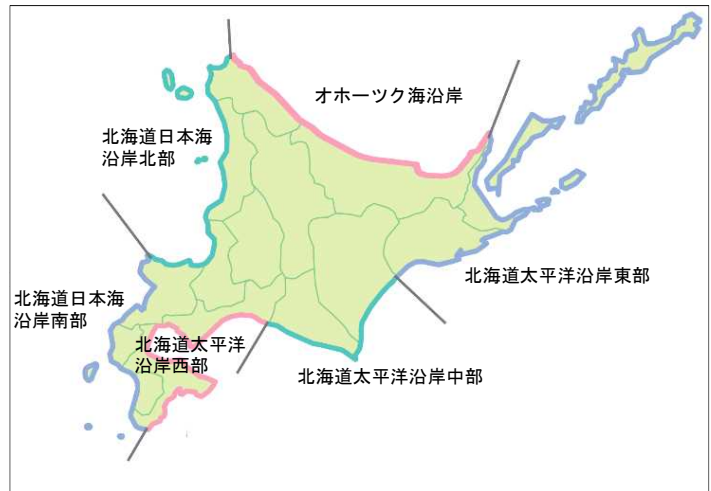 オホーツク海沿岸
北海道日本海
沿岸北部
北海道太平洋沿岸東部
北海道日本海
沿岸南部
北海道太平洋
沿岸西部
北海道太平洋沿岸中部